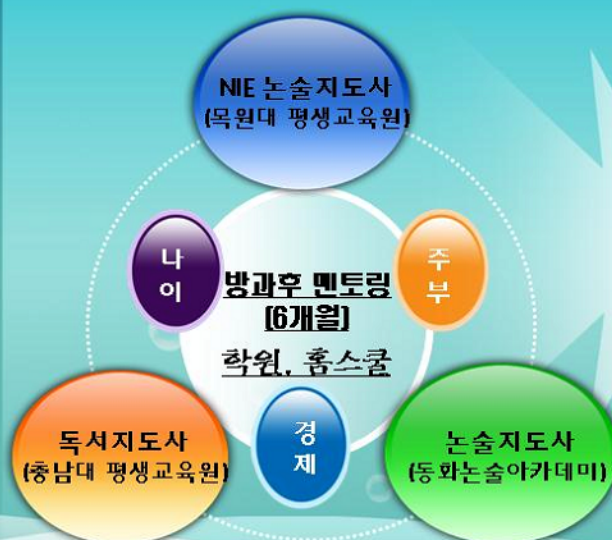 NIE 논술지도사
(목원대 평생교육원)
나
이
주
부
방과후 멘토링
[6개월]
학원, 홈스쿨
경
제
독서지도사
(충남대 평생교육원)
논술지도사
(동화논술아카데미)